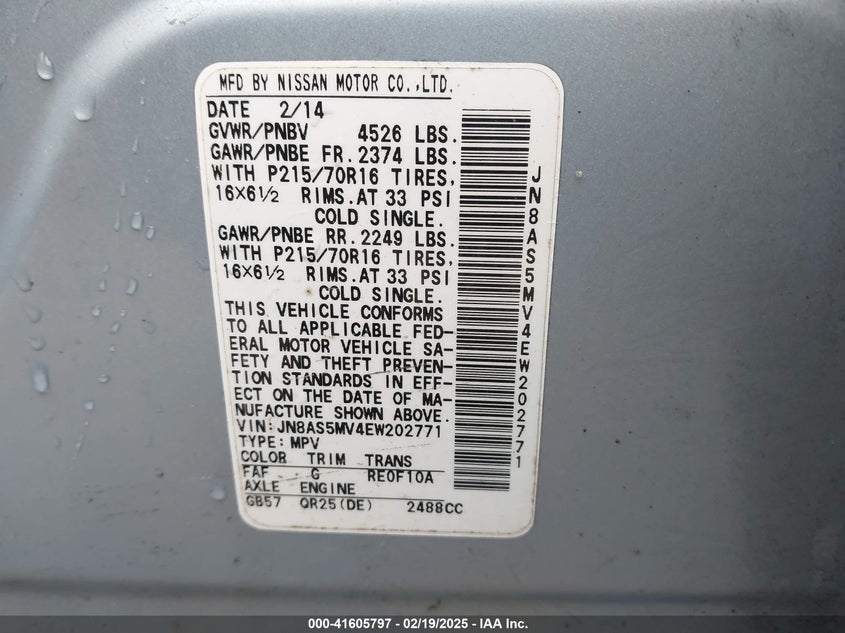 MFD BY NISSAN MOTOR CO.,LTD.
DATE 2/14
GVWR/PNBV 4526 LBS.
GAWR/PNBE FR. 2374 LBS.
WITH P215/70R16 TIRES,
16×6½ RIMS.AT 33 PSI
COLD SINGLE.
GAWR/PNBE RR. 2249 LBS.
WITH P215/70R16 TIRES,
16×6½ RIMS.AT 33 PSI
COLD SINGLE.
THIS VEHICLE CONFORMS
TO ALL APPLICABLE FED-
ERAL MOTOR VEHICLE SA-
FETY AND THEFT PREVEN-
TION STANDARDS IN EFF-
ECT ON THE DATE OF MA-
NUFACTURE SHOWN ABOVE.
VIN: JN8AS5MV4EW202771
TYPE: MPV
COLOR TRIM TRANS
FAF G RE0F10A
AXLE ENGINE
GB57 QR25(DE) 2488CC
JN8AS5MV4EW202771
000-41605797 - 02/19/2025 - IAA Inc.